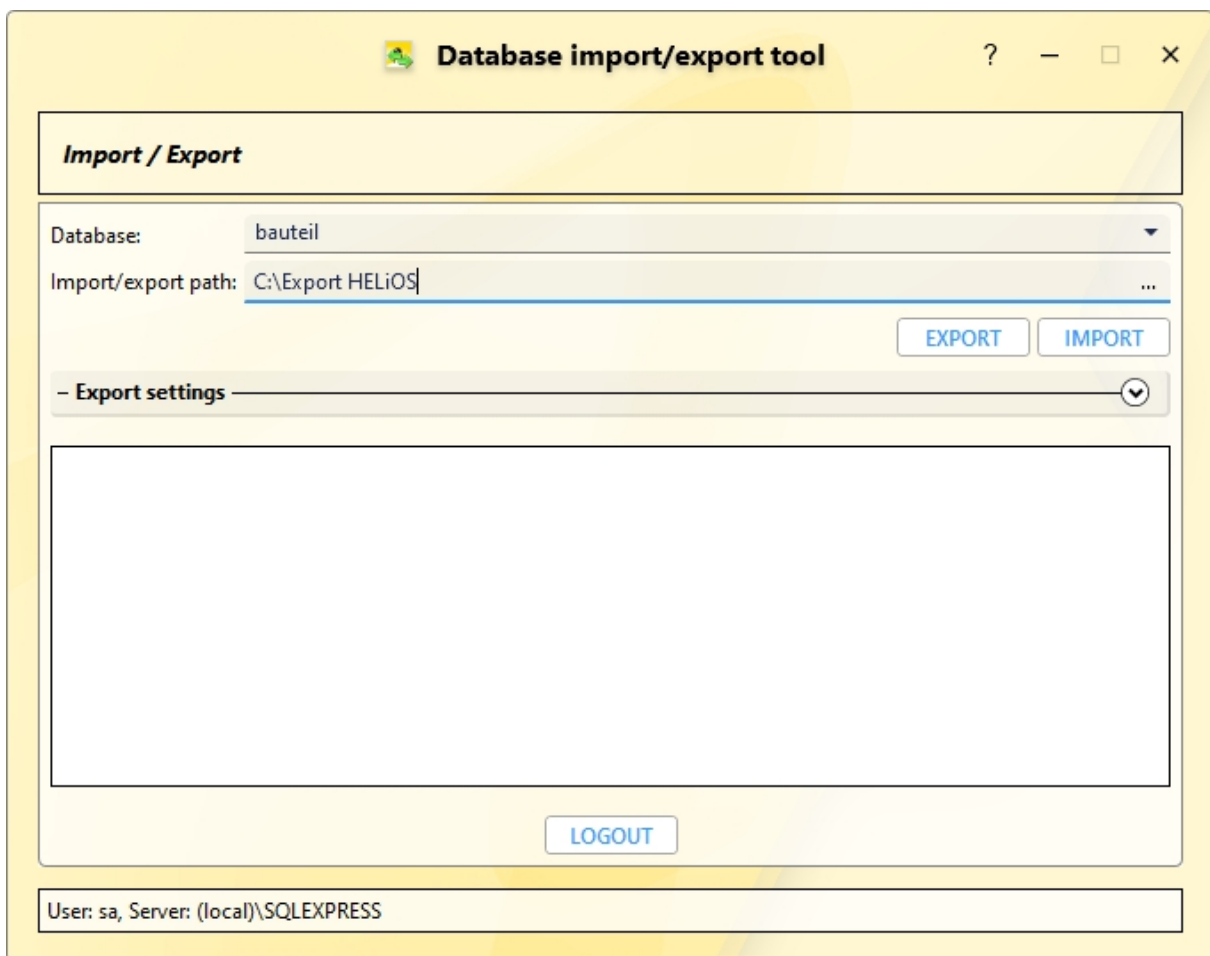 Database import/export tool ? – □ ✕
Import / Export
Database: bauteil
Import/export path: C:\Export HELiOS ...
EXPORT IMPORT
– Export settings
LOGOUT
User: sa, Server: (local)\SQLEXPRESS